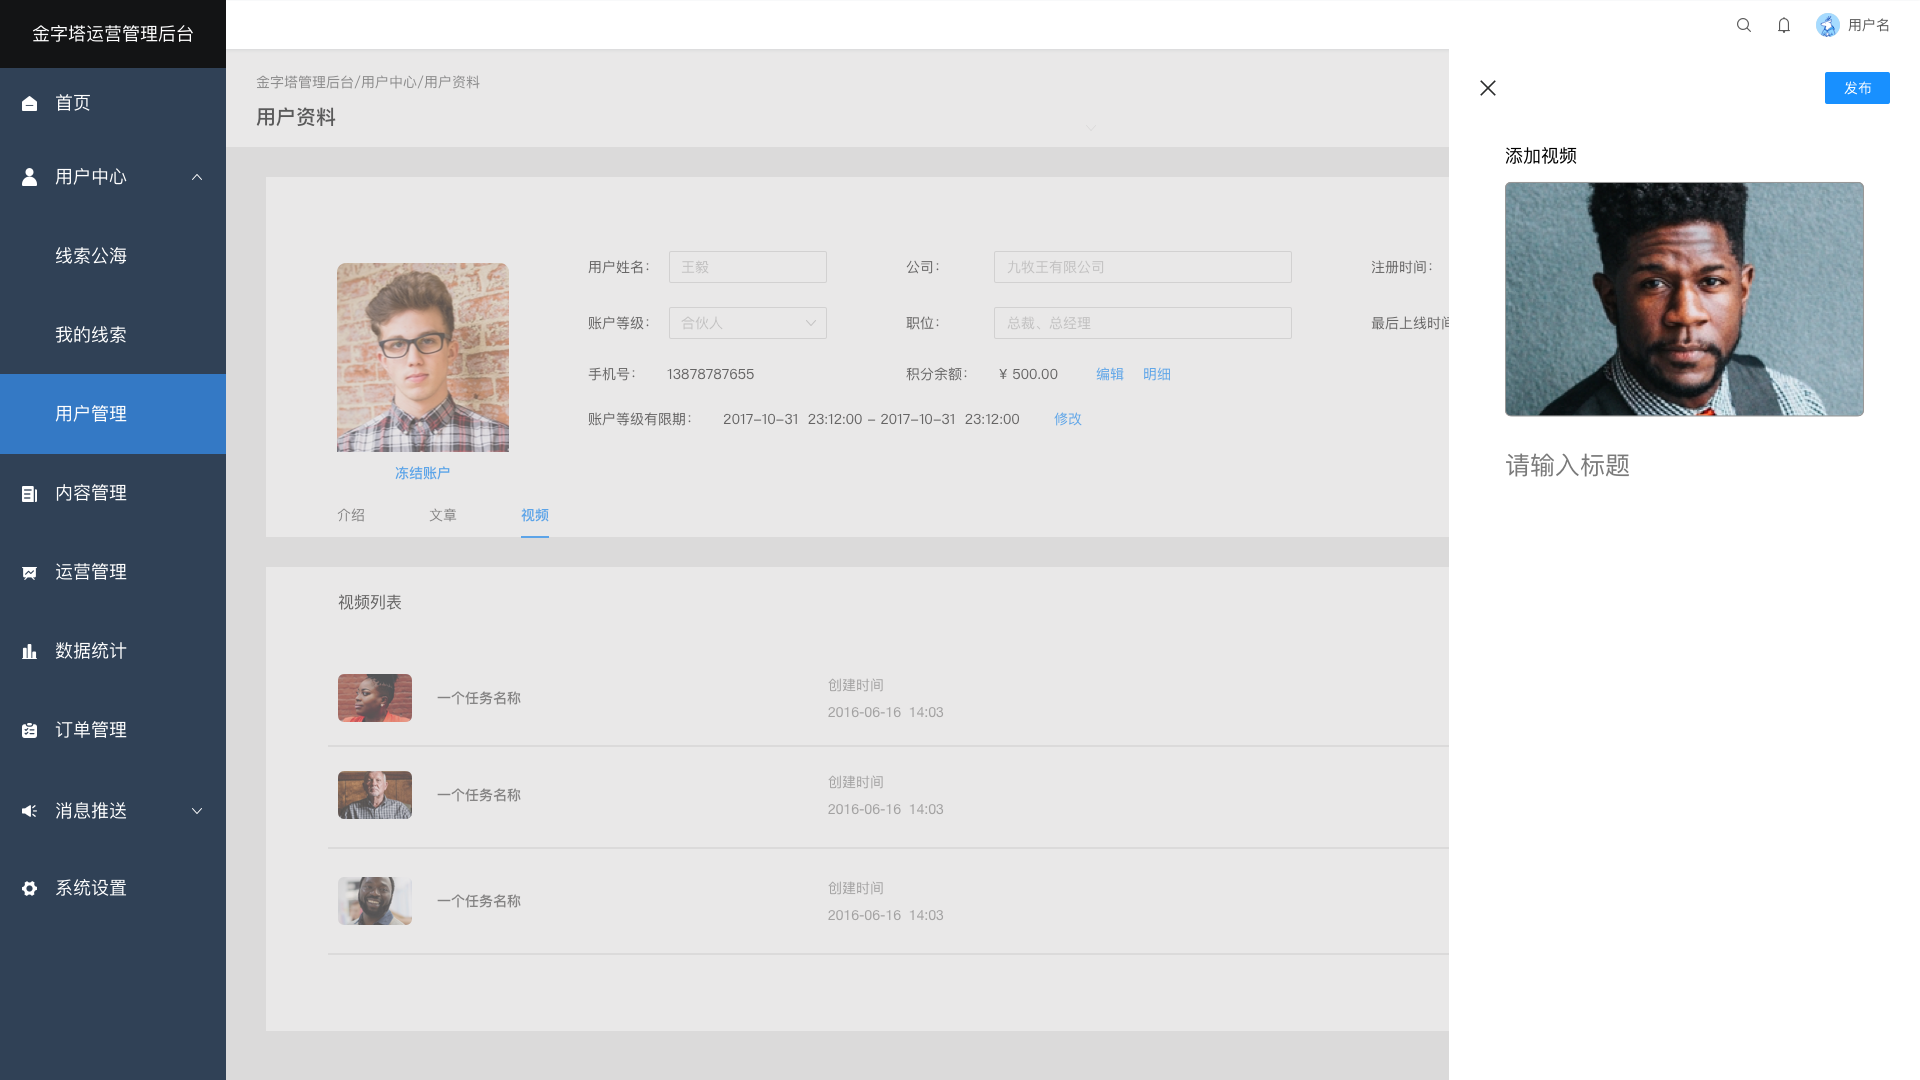 金字塔运营管理后台
用户名
首页
用户中心
线索公海
我的线索
用户管理
内容管理
运营管理
数据统计
订单管理
消息推送
系统设置
金字塔管理后台/用户中心/用户资料
用户资料
用户姓名： 王毅 公司： 九牧王有限公司 注册时间：
账户等级： 合伙人 职位： 总裁、总经理 最后上线时间
手机号： 13878787655 积分余额： ¥ 500.00 编辑 明细
账户等级有限期： 2017-10-31 23:12:00 - 2017-10-31 23:12:00 修改
冻结账户
介绍 文章 视频
视频列表
一个任务名称
创建时间
2016-06-16 14:03
一个任务名称
创建时间
2016-06-16 14:03
一个任务名称
创建时间
2016-06-16 14:03
发布
添加视频
请输入标题